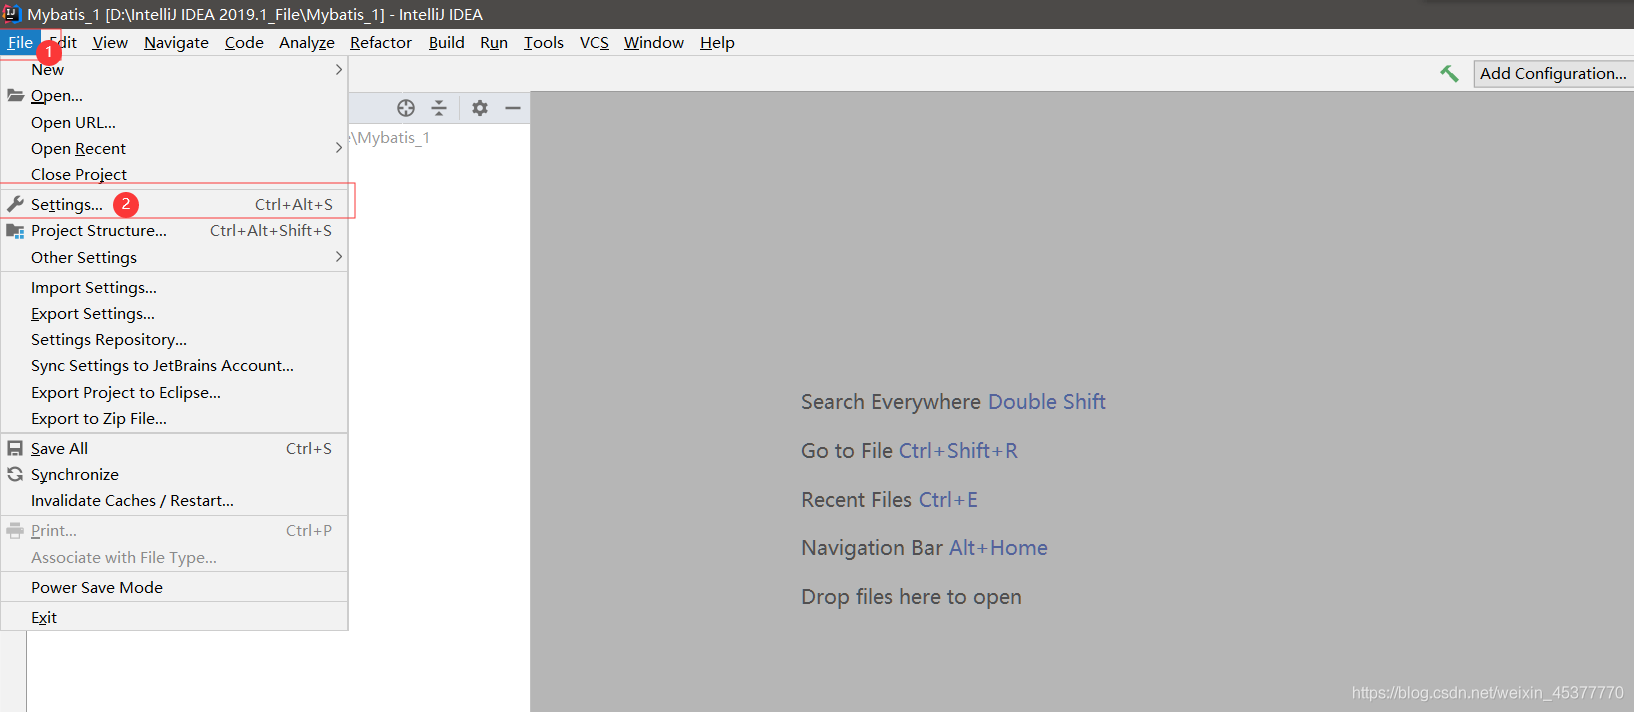 Mybatis_1 [D:\IntelliJ IDEA 2019.1_File\Mybatis_1] - IntelliJ IDEA
File Edit View Navigate Code Analyze Refactor Build Run Tools VCS Window Help
1
Add Configuration...
New
Open...
\Mybatis_1
Open URL...
Open Recent
Close Project
Settings... 2 Ctrl+Alt+S
Project Structure... Ctrl+Alt+Shift+S
Other Settings
Import Settings...
Export Settings...
Settings Repository...
Sync Settings to JetBrains Account...
Export Project to Eclipse...
Export to Zip File...
Save All Ctrl+S
Synchronize
Invalidate Caches / Restart...
Print... Ctrl+P
Associate with File Type...
Power Save Mode
Exit
Search Everywhere Double Shift
Go to File Ctrl+Shift+R
Recent Files Ctrl+E
Navigation Bar Alt+Home
Drop files here to open
https://blog.csdn.net/weixin_45377770